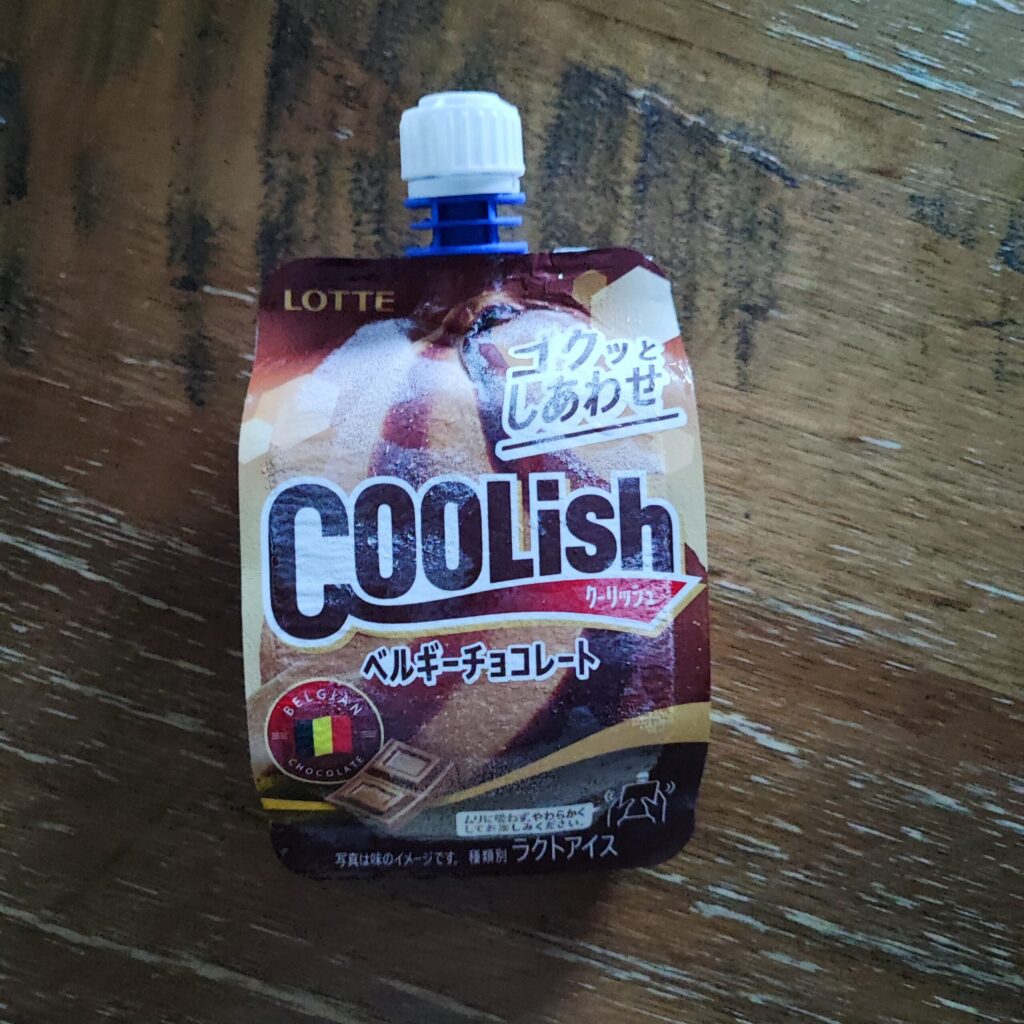 LOTTE
ゴクッと
しあわせ
COOLish
クーリッシュ
ベルギーチョコレート
BELGIAN
CHOCOLATE
ムリに吸わず、やわらかく
してお楽しみください。
写真は味のイメージです。 種類別 ラクトアイス